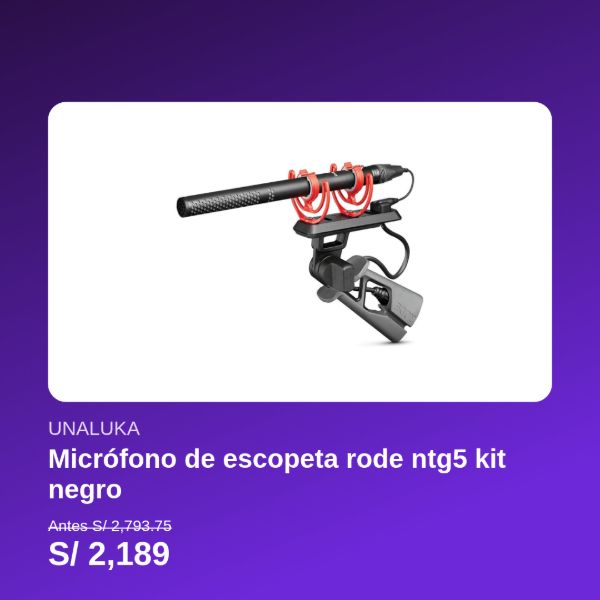 UNALUKA
Micrófono de escopeta rode ntg5 kit
negro
Antes S/ 2,793.75
S/ 2,189